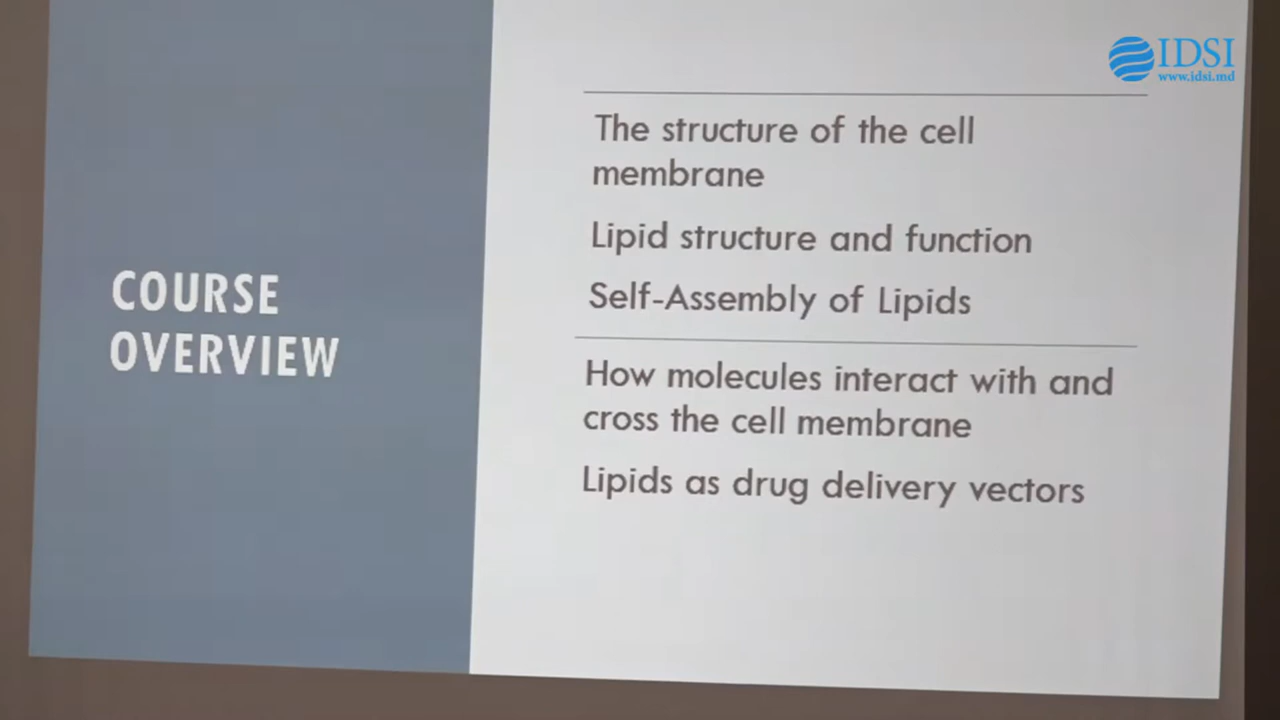 IDSI
www.idsi.md
COURSE
OVERVIEW
The structure of the cell
membrane
Lipid structure and function
Self-Assembly of Lipids
How molecules interact with and
cross the cell membrane
Lipids as drug delivery vectors